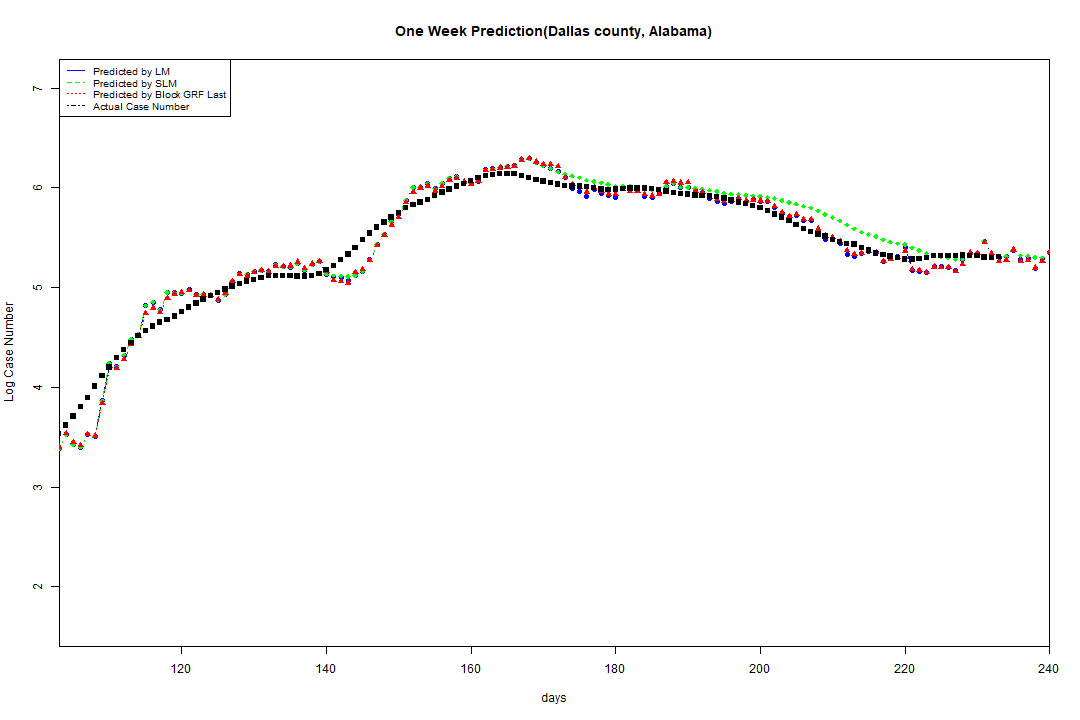 One Week Prediction(Dallas county, Alabama)
Predicted by LM
Predicted by SLM
Predicted by Block GRF Last
Actual Case Number
7
6
5
4
3
2
Log Case Number
120 140 160 180 200 220 240
days